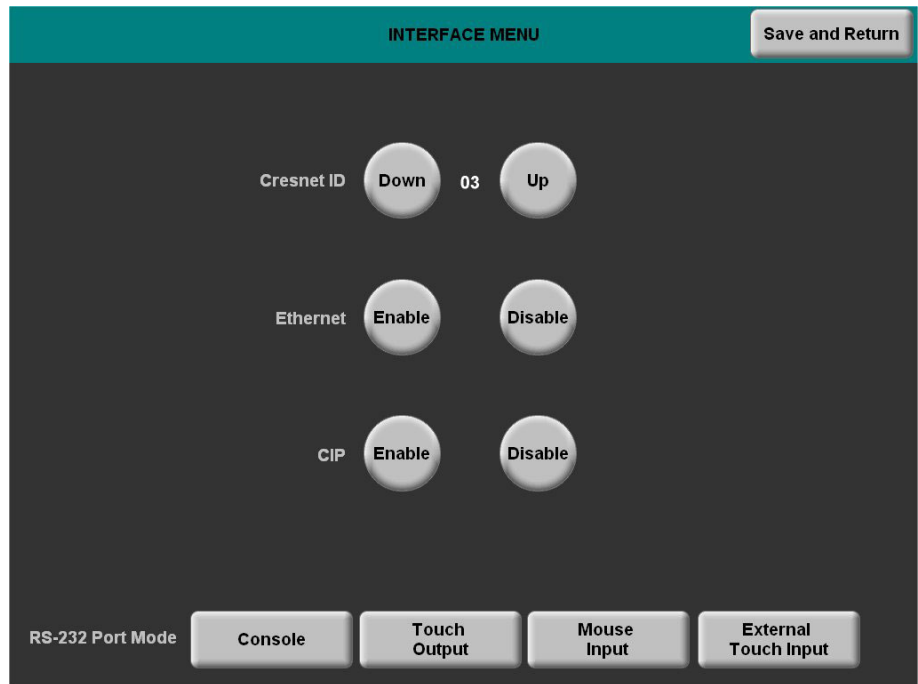 INTERFACE MENU
Save and Return
Cresnet ID Down 03 Up
Ethernet Enable Disable
CIP Enable Disable
RS-232 Port Mode Console
Touch
Output
Mouse
Input
External
Touch Input